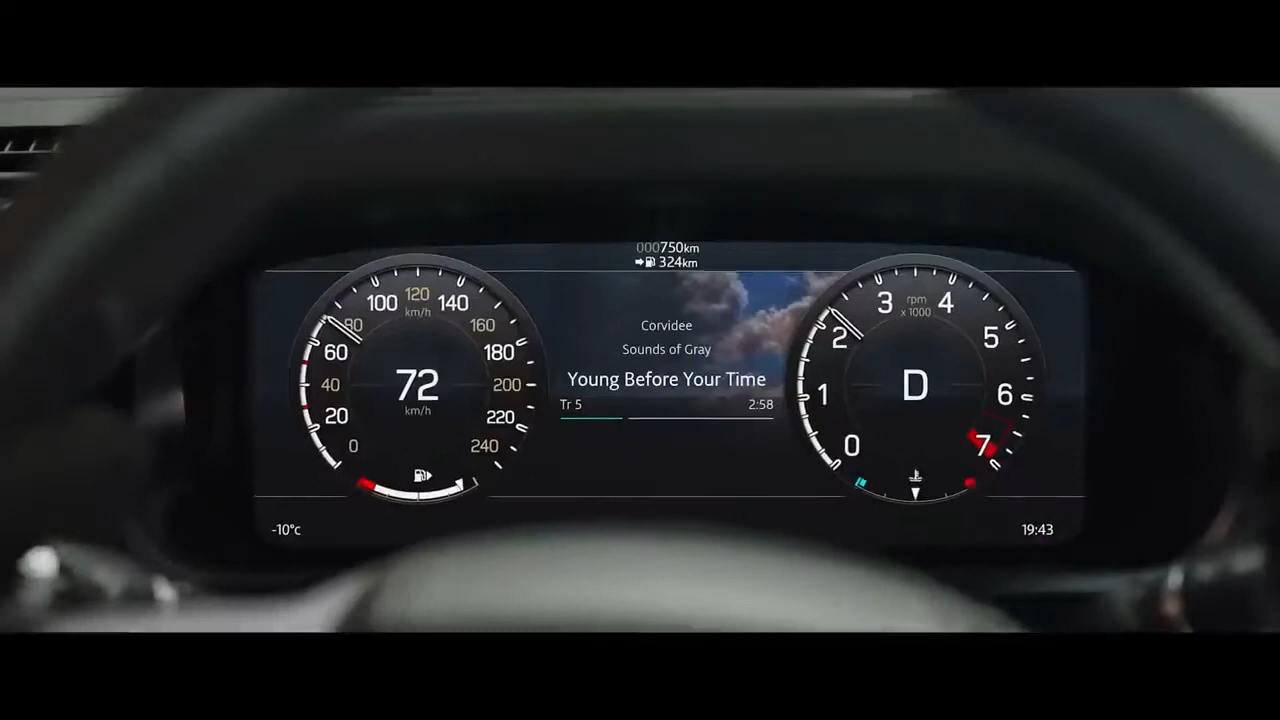 000750km
324km
100 120 140
km/h
80 160
60 180
40 72 200
km/h
20 220
0 240
Corvidee
Sounds of Gray
Young Before Your Time
Tr 5 2:58
3 rpm 4
x 1000
2 5
D
1 6
0 7
-10°c 19:43